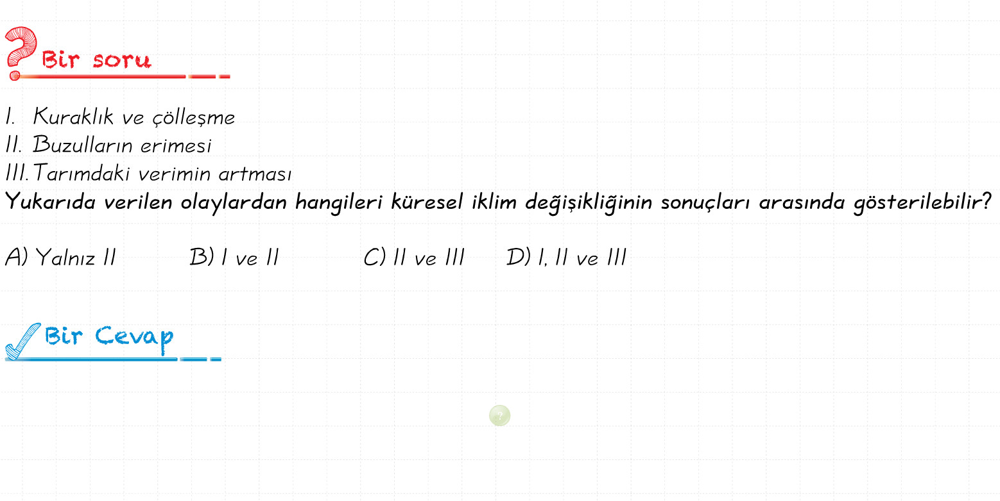 ? Bir soru
I. Kuraklık ve çölleşme
II. Buzulların erimesi
III. Tarımdaki verimin artması
Yukarıda verilen olaylardan hangileri küresel iklim değişikliğinin sonuçları arasında gösterilebilir?
A) Yalnız II B) I ve II C) II ve III D) I, II ve III
Bir Cevap
?